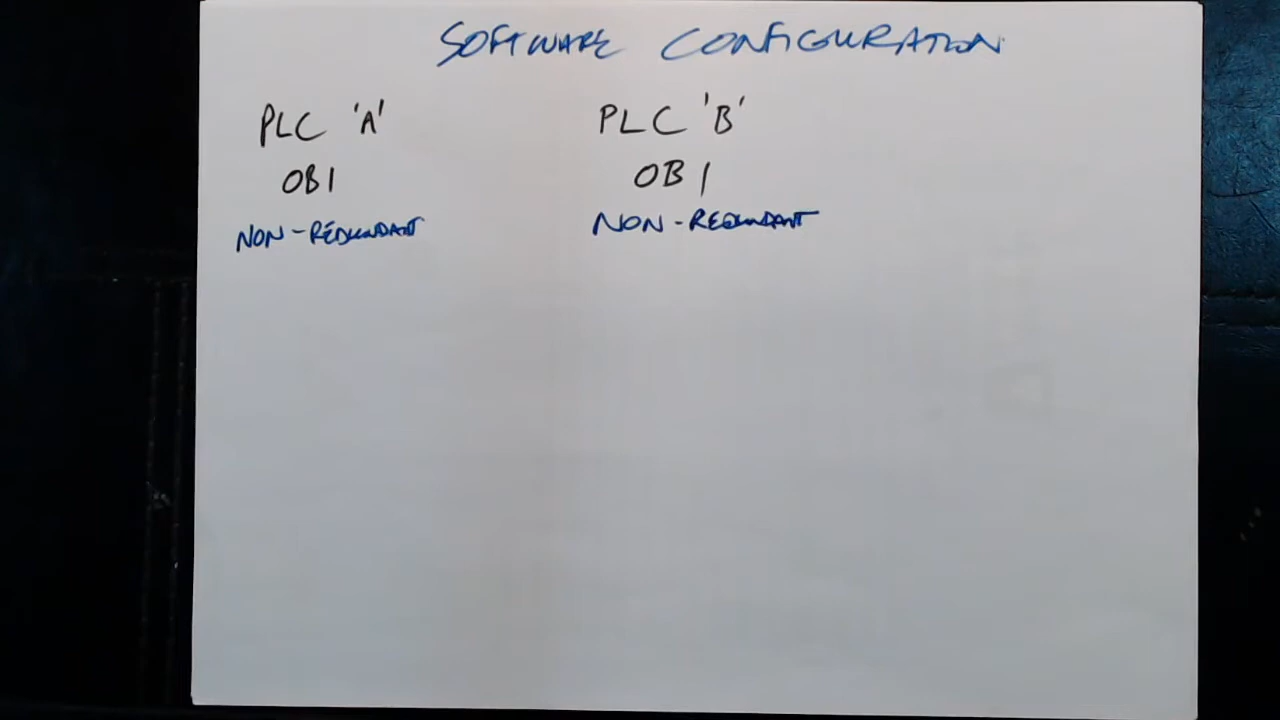 SOFTWARE CONFIGURATION
PLC 'A'
OB1
NON-REDUNDANT
PLC 'B'
OB1
NON-REDUNDANT